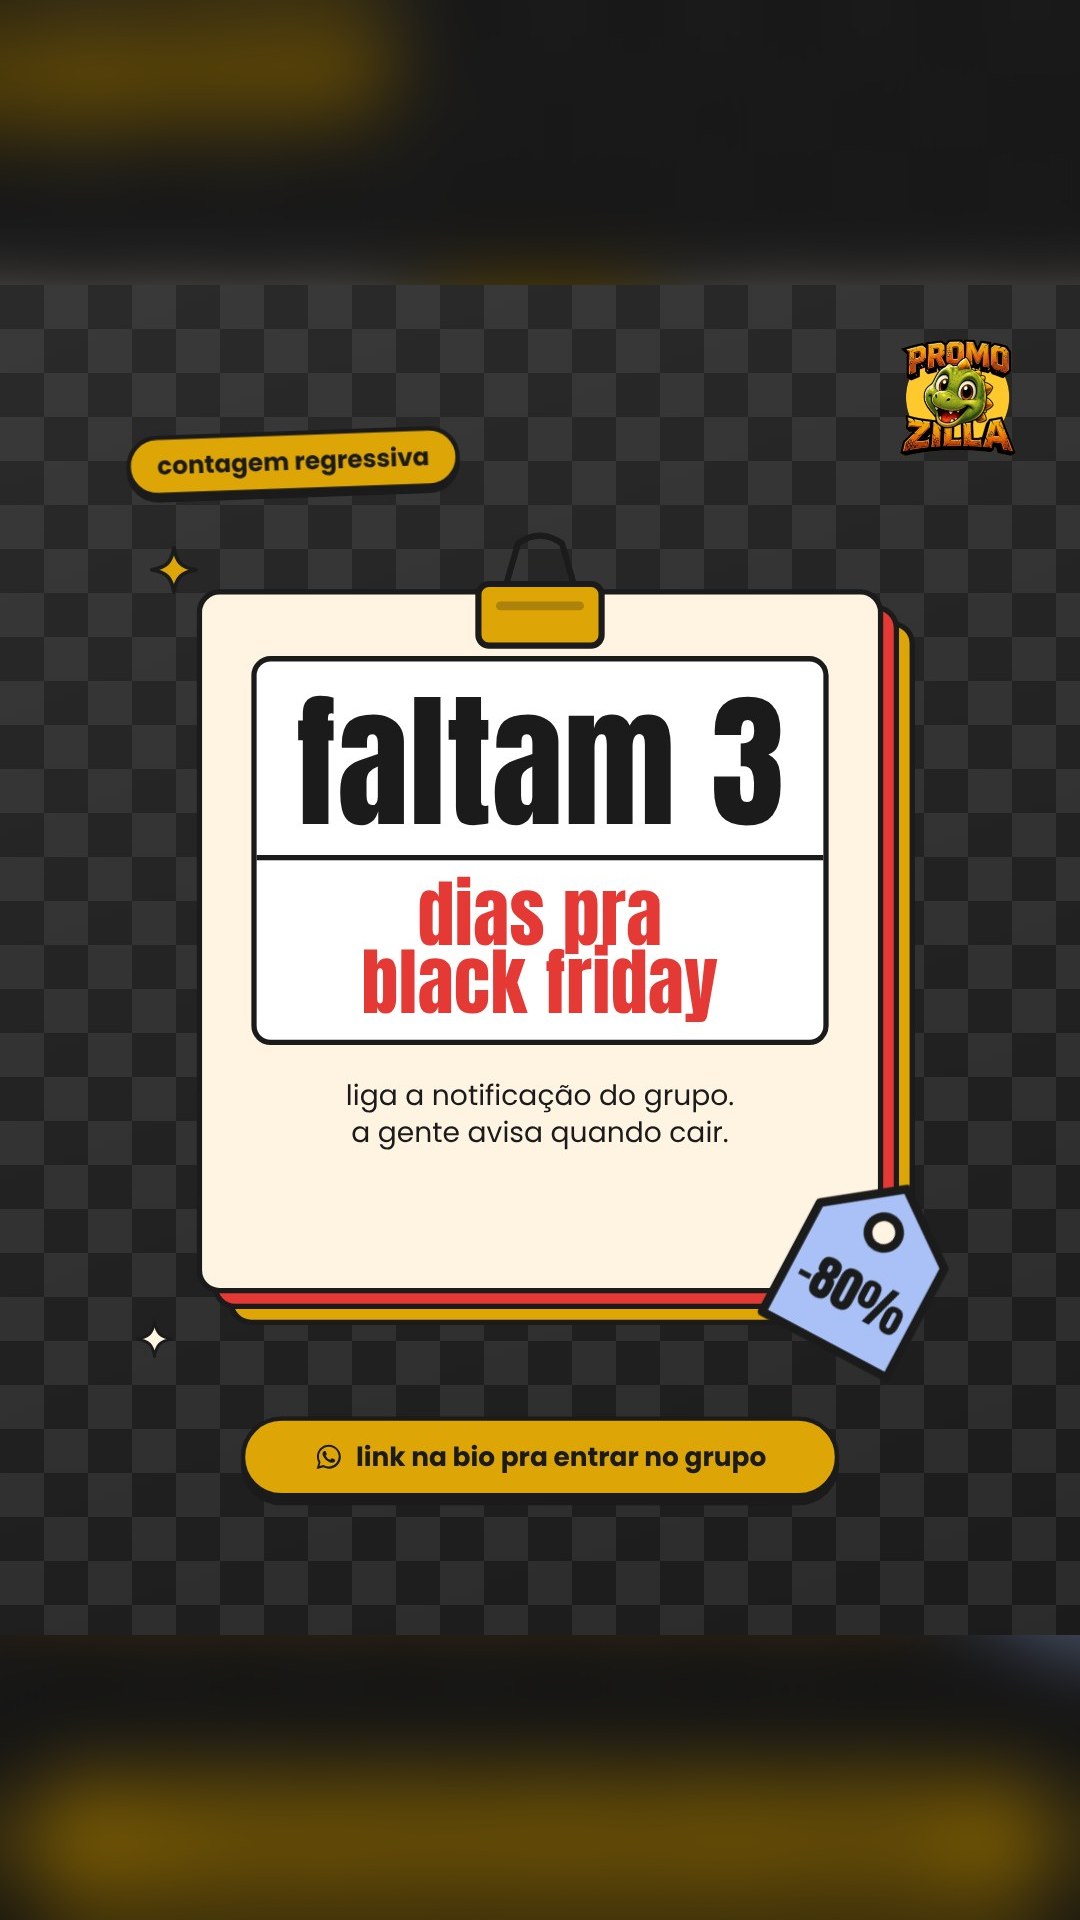 PROMO
ZILLA
contagem regressiva
faltam 3
dias pra
black friday
liga a notificação do grupo.
a gente avisa quando cair.
-80%
link na bio pra entrar no grupo